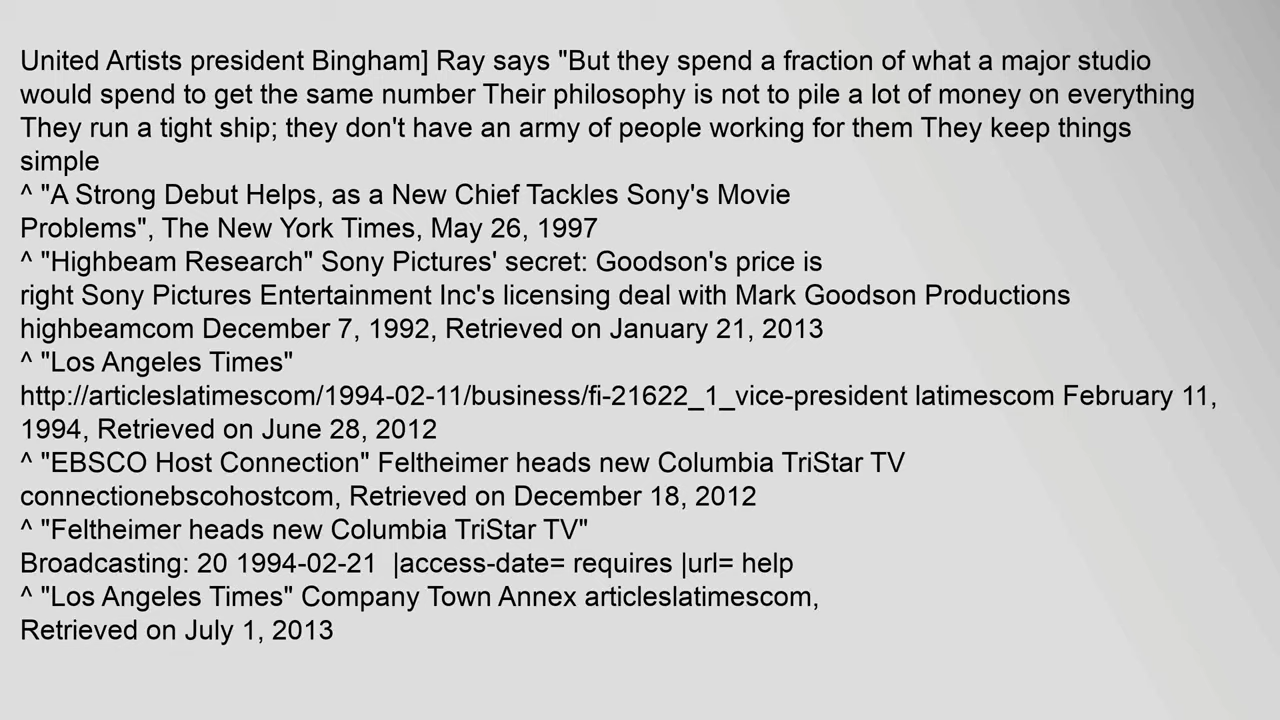 United Artists president Bingham] Ray says "But they spend a fraction of what a major studio
would spend to get the same number Their philosophy is not to pile a lot of money on everything
They run a tight ship; they don't have an army of people working for them They keep things
simple
^ "A Strong Debut Helps, as a New Chief Tackles Sony's Movie
Problems", The New York Times, May 26, 1997
^ "Highbeam Research" Sony Pictures' secret: Goodson's price is
right Sony Pictures Entertainment Inc's licensing deal with Mark Goodson Productions
highbeamcom December 7, 1992, Retrieved on January 21, 2013
^ "Los Angeles Times"
http://articleslatimescom/1994-02-11/business/fi-21622_1_vice-president latimescom February 11,
1994, Retrieved on June 28, 2012
^ "EBSCO Host Connection" Feltheimer heads new Columbia TriStar TV
connectionebscohostcom, Retrieved on December 18, 2012
^ "Feltheimer heads new Columbia TriStar TV"
Broadcasting: 20 1994-02-21  |access-date= requires |url= help
^ "Los Angeles Times" Company Town Annex articleslatimescom,
Retrieved on July 1, 2013